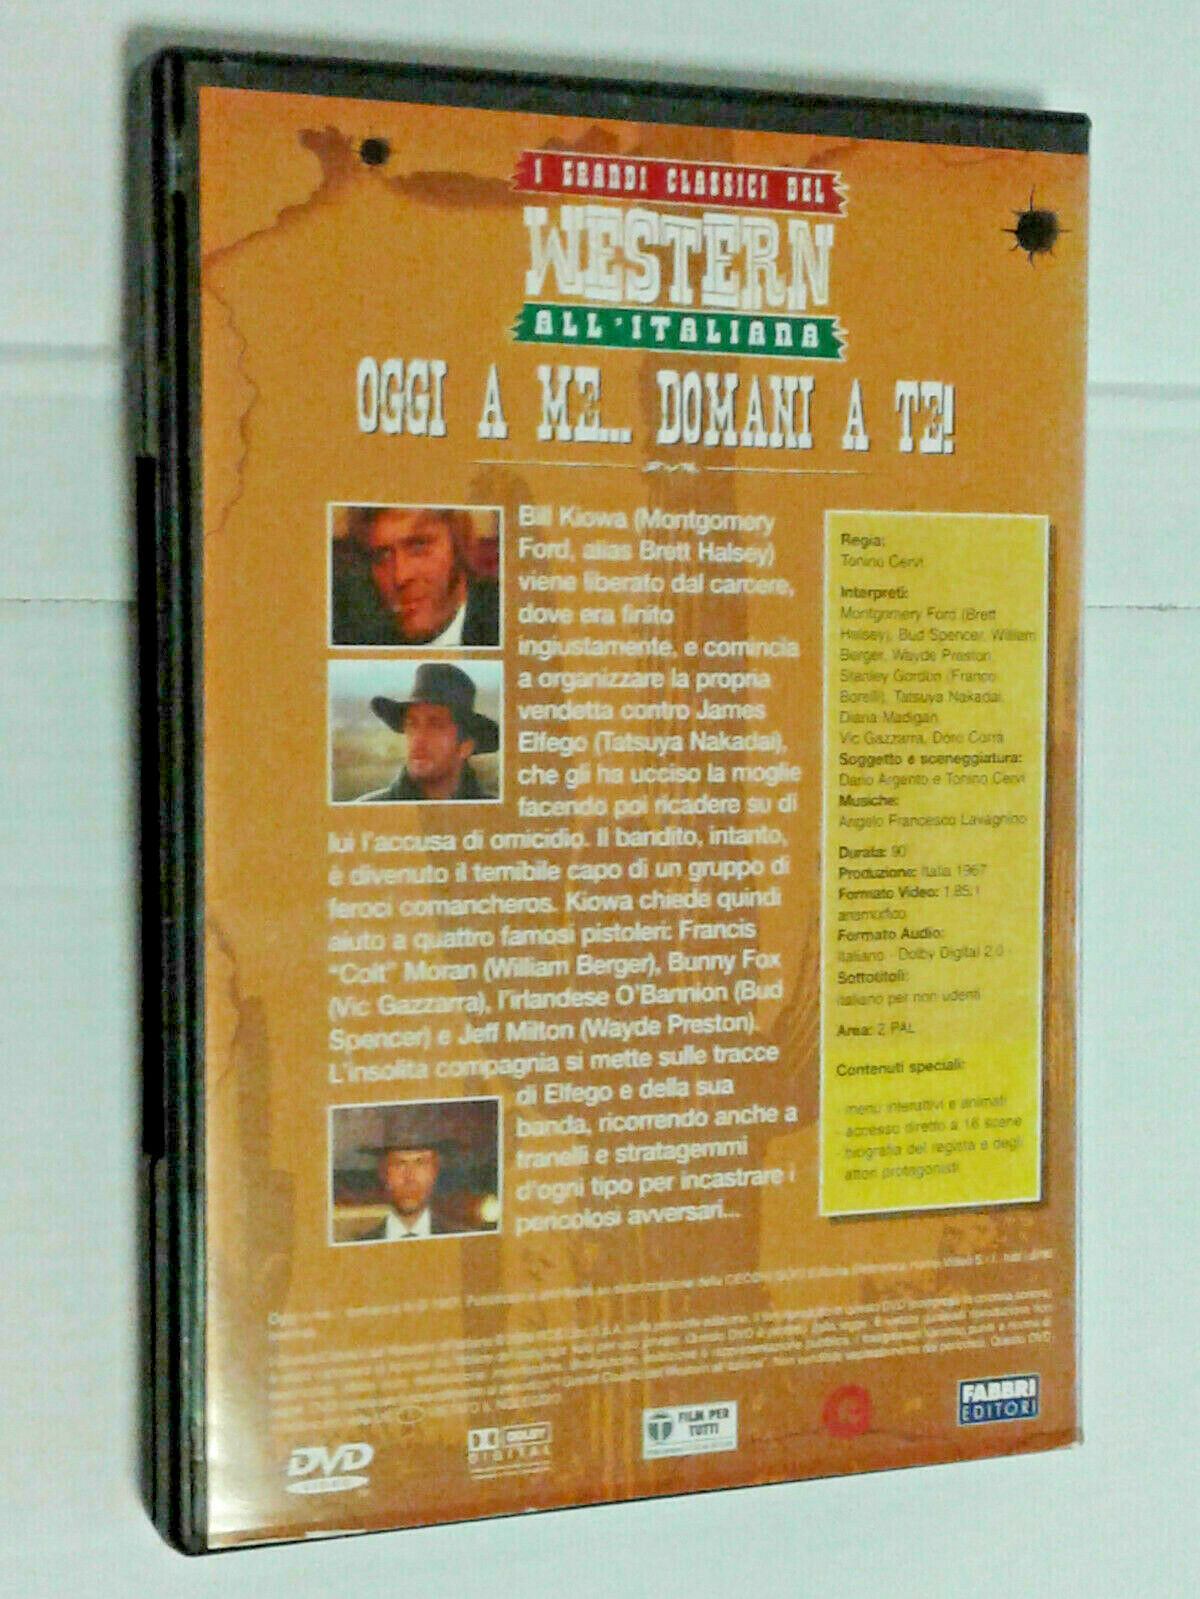 I GRANDI CLASSICI DEL
WESTERN
ALL'ITALIANA
OGGI A ME... DOMANI A TE!
Bill Kiowa (Montgomery
Ford, alias Brett Halsey)
viene liberato dal carcere,
dove era finito
ingiustamente, e comincia
a organizzare la propria
vendetta contro James
Elfego (Tatsuya Nakadai),
che gli ha ucciso la moglie
facendo poi ricadere su di
lui l'accusa di omicidio. Il bandito, intanto,
è divenuto il temibile capo di un gruppo di
feroci comancheros. Kiowa chiede quindi
aiuto a quattro famosi pistoleri: Francis
"Colt" Moran (William Berger), Bunny Fox
(Vic Gazzarra), l'irlandese O'Bannion (Bud
Spencer) e Jeff Milton (Wayde Preston).
L'insolita compagnia si mette sulle tracce
di Elfego e della sua
banda, ricorrendo anche a
tranelli e stratagemmi
d'ogni tipo per incastrare i
pericolosi avversari...
Regia:
Tonino Cervi
Interpreti:
Montgomery Ford (Brett
Halsey), Bud Spencer, William
Berger, Wayde Preston,
Stanley Gordon (Franco
Borelli), Tatsuya Nakadai,
Diana Madigan,
Vic Gazzarra, Doro Corrà
Soggetto e sceneggiatura:
Dario Argento e Tonino Cervi
Musiche:
Angelo Francesco Lavagnino
Durata: 90'
Produzione: Italia 1967
Formato Video: 1.85:1
anamorfico
Formato Audio:
Italiano - Dolby Digital 2.0 -
Sottotitoli:
italiano per non udenti
Area: 2 PAL
Contenuti speciali:
- menu interattivi e animati
- accesso diretto a 16 scene
- biografia del regista e degli
attori protagonisti
DVD
VIDEO
DOLBY
DIGITAL
FILM PER
TUTTI
FABBRI
EDITORI